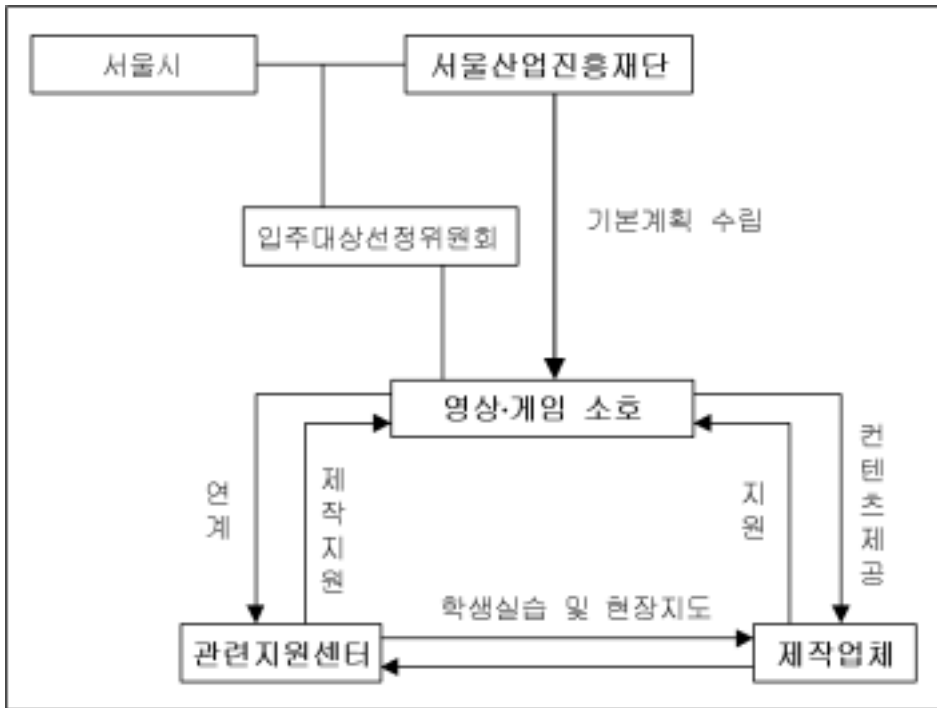 서울시
서울산업진흥재단
입주대상선정위원회
기본계획 수립
영상·게임 소호
연계
제작지원
지원
컨텐츠제공
학생실습 및 현장지도
관련지원센터
제작업체